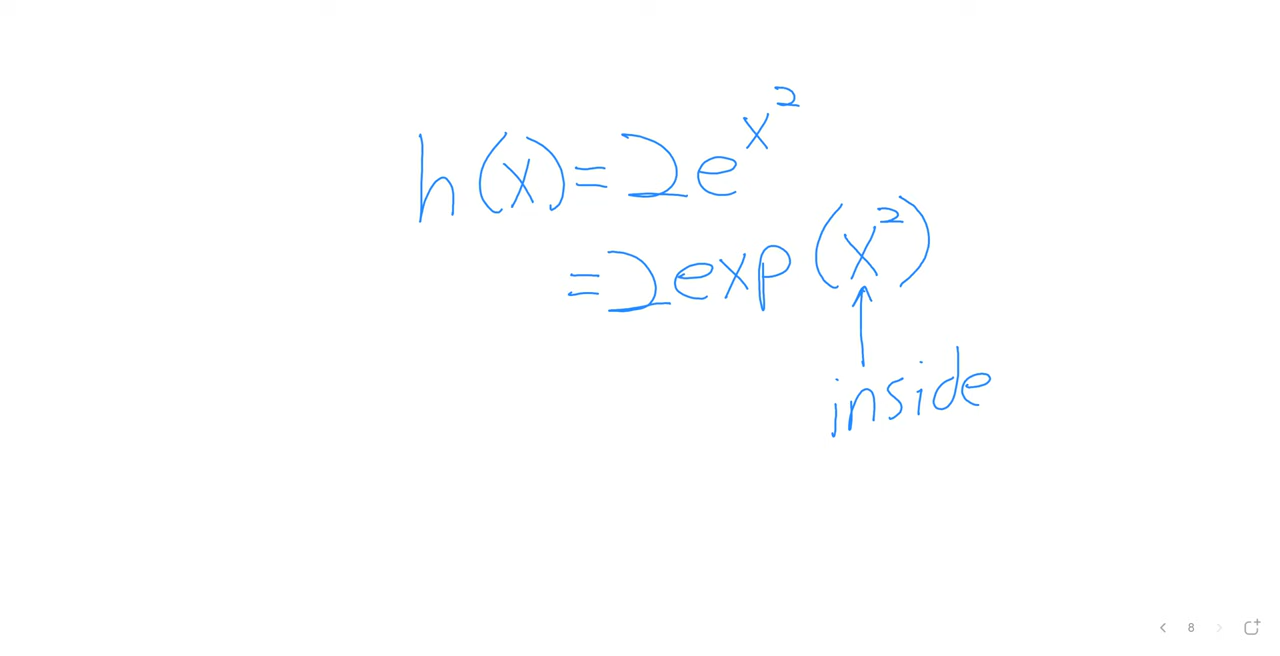 h(x)=2e^{x^2}
=2exp(x^2)
inside
8